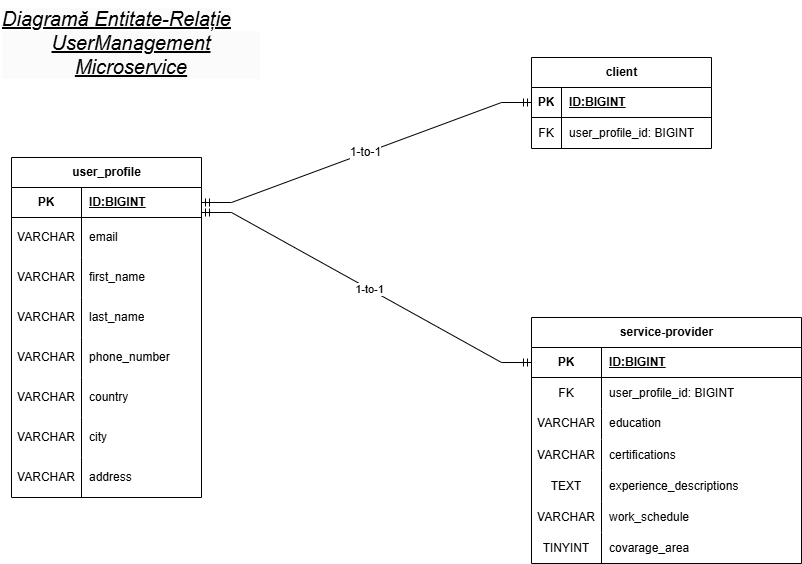 Diagramă Entitate-Relație
UserManagement
Microservice
client
PK ID:BIGINT
FK user_profile_id: BIGINT
1-to-1
user_profile
PK ID:BIGINT
VARCHAR email
VARCHAR first_name
VARCHAR last_name
VARCHAR phone_number
VARCHAR country
VARCHAR city
VARCHAR address
1-to-1
service-provider
PK ID:BIGINT
FK user_profile_id: BIGINT
VARCHAR education
VARCHAR certifications
TEXT experience_descriptions
VARCHAR work_schedule
TINYINT covarage_area